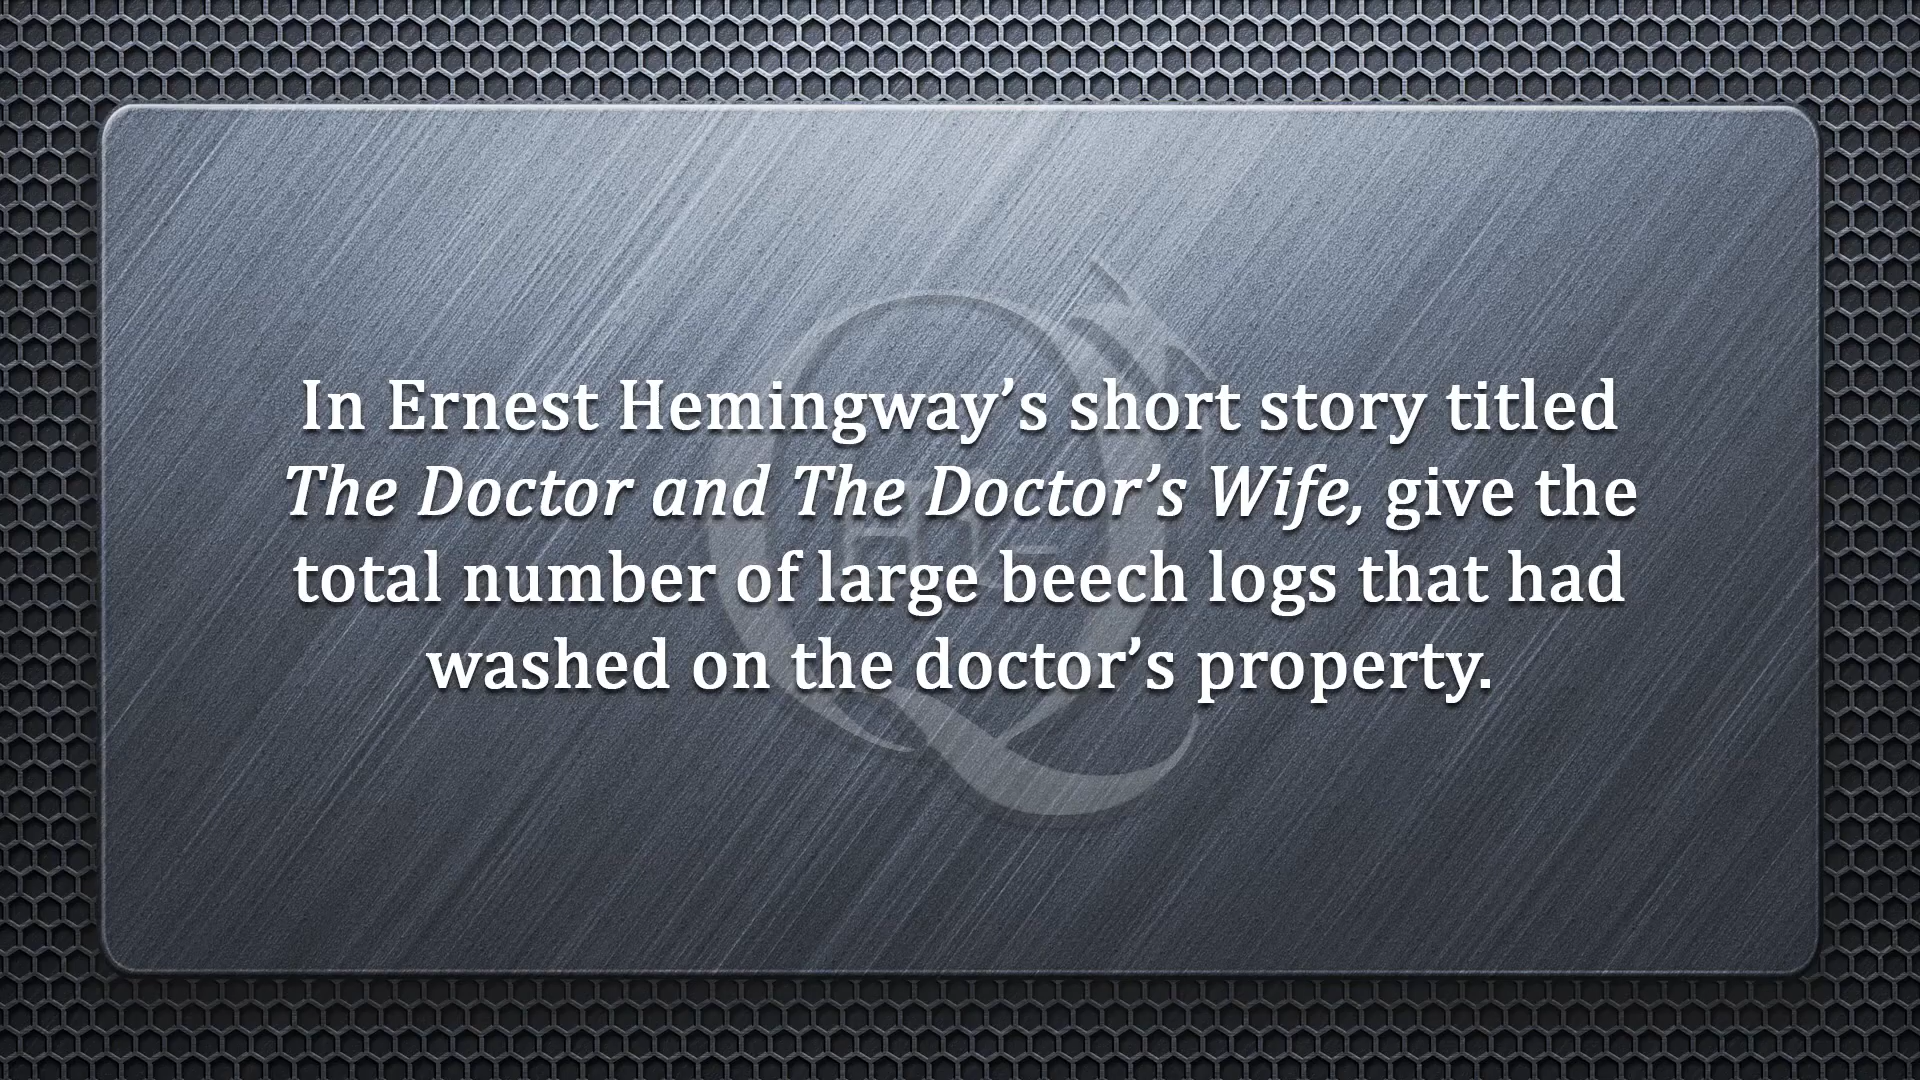 In Ernest Hemingway’s short story titled
The Doctor and The Doctor’s Wife, give the
total number of large beech logs that had
washed on the doctor’s property.